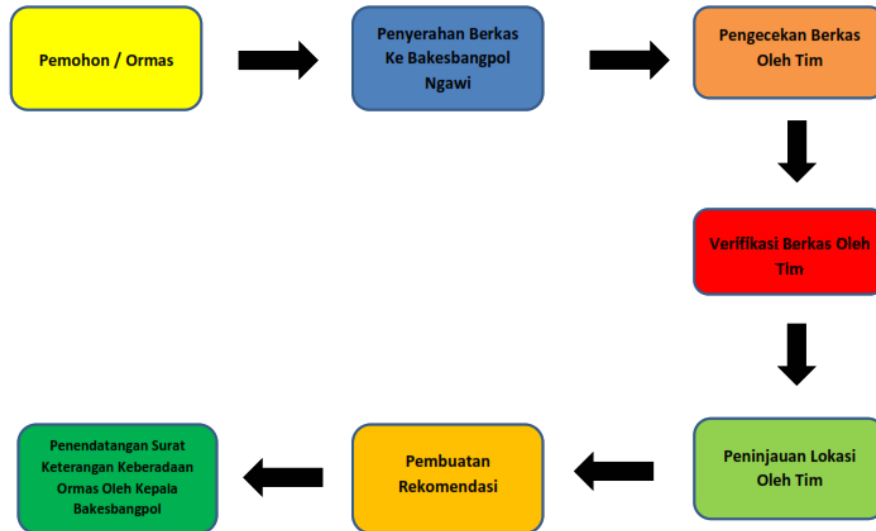 Pemohon / Ormas
Penyerahan Berkas
Ke Bakesbangpol
Ngawi
Pengecekan Berkas
Oleh Tim
Verifikasi Berkas Oleh
Tim
Peninjauan Lokasi
Oleh Tim
Pembuatan
Rekomendasi
Penendatangan Surat
Keterangan Keberadaan
Ormas Oleh Kepala
Bakesbangpol